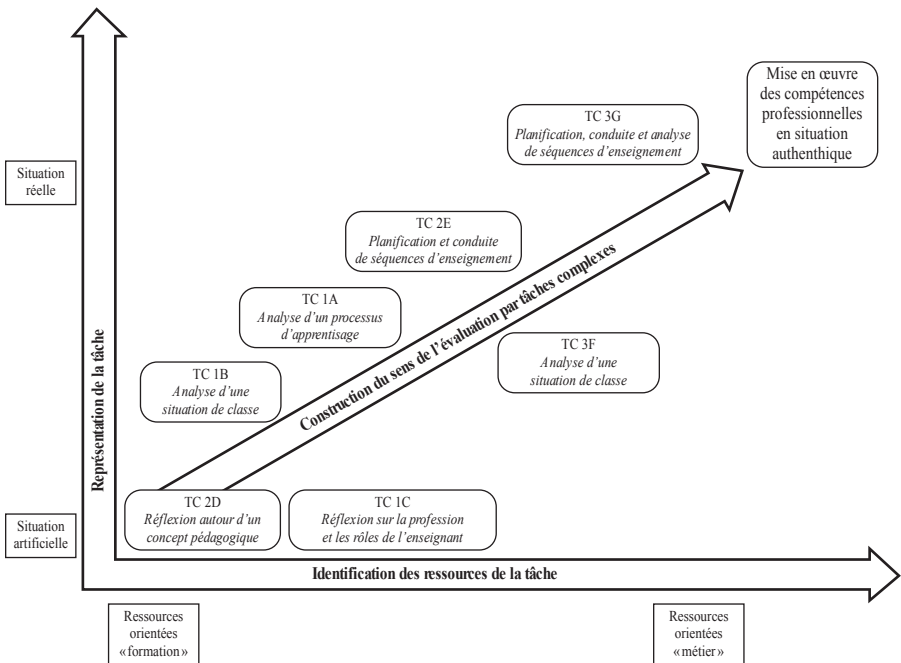 Mise en œuvre
des compétences
professionnelles
en situation
authenthique
TC 3G
Planification, conduite et analyse
de séquences d’enseignement
Situation
réelle
TC 2E
Planification et conduite
de séquences d’enseignement
TC 1A
Analyse d’un processus
d’apprentisage
TC 3F
Analyse d’une
situation de classe
TC 1B
Analyse d’une
situation de classe
Construction du sens de l’évaluation par tâches complexes
Représentation de la tâche
TC 2D
Réflexion autour d’un
concept pédagogique
TC 1C
Réflexion sur la profession
et les rôles de l’enseignant
Situation
artificielle
Identification des ressources de la tâche
Ressources
orientées
«formation»
Ressources
orientées
«métier»